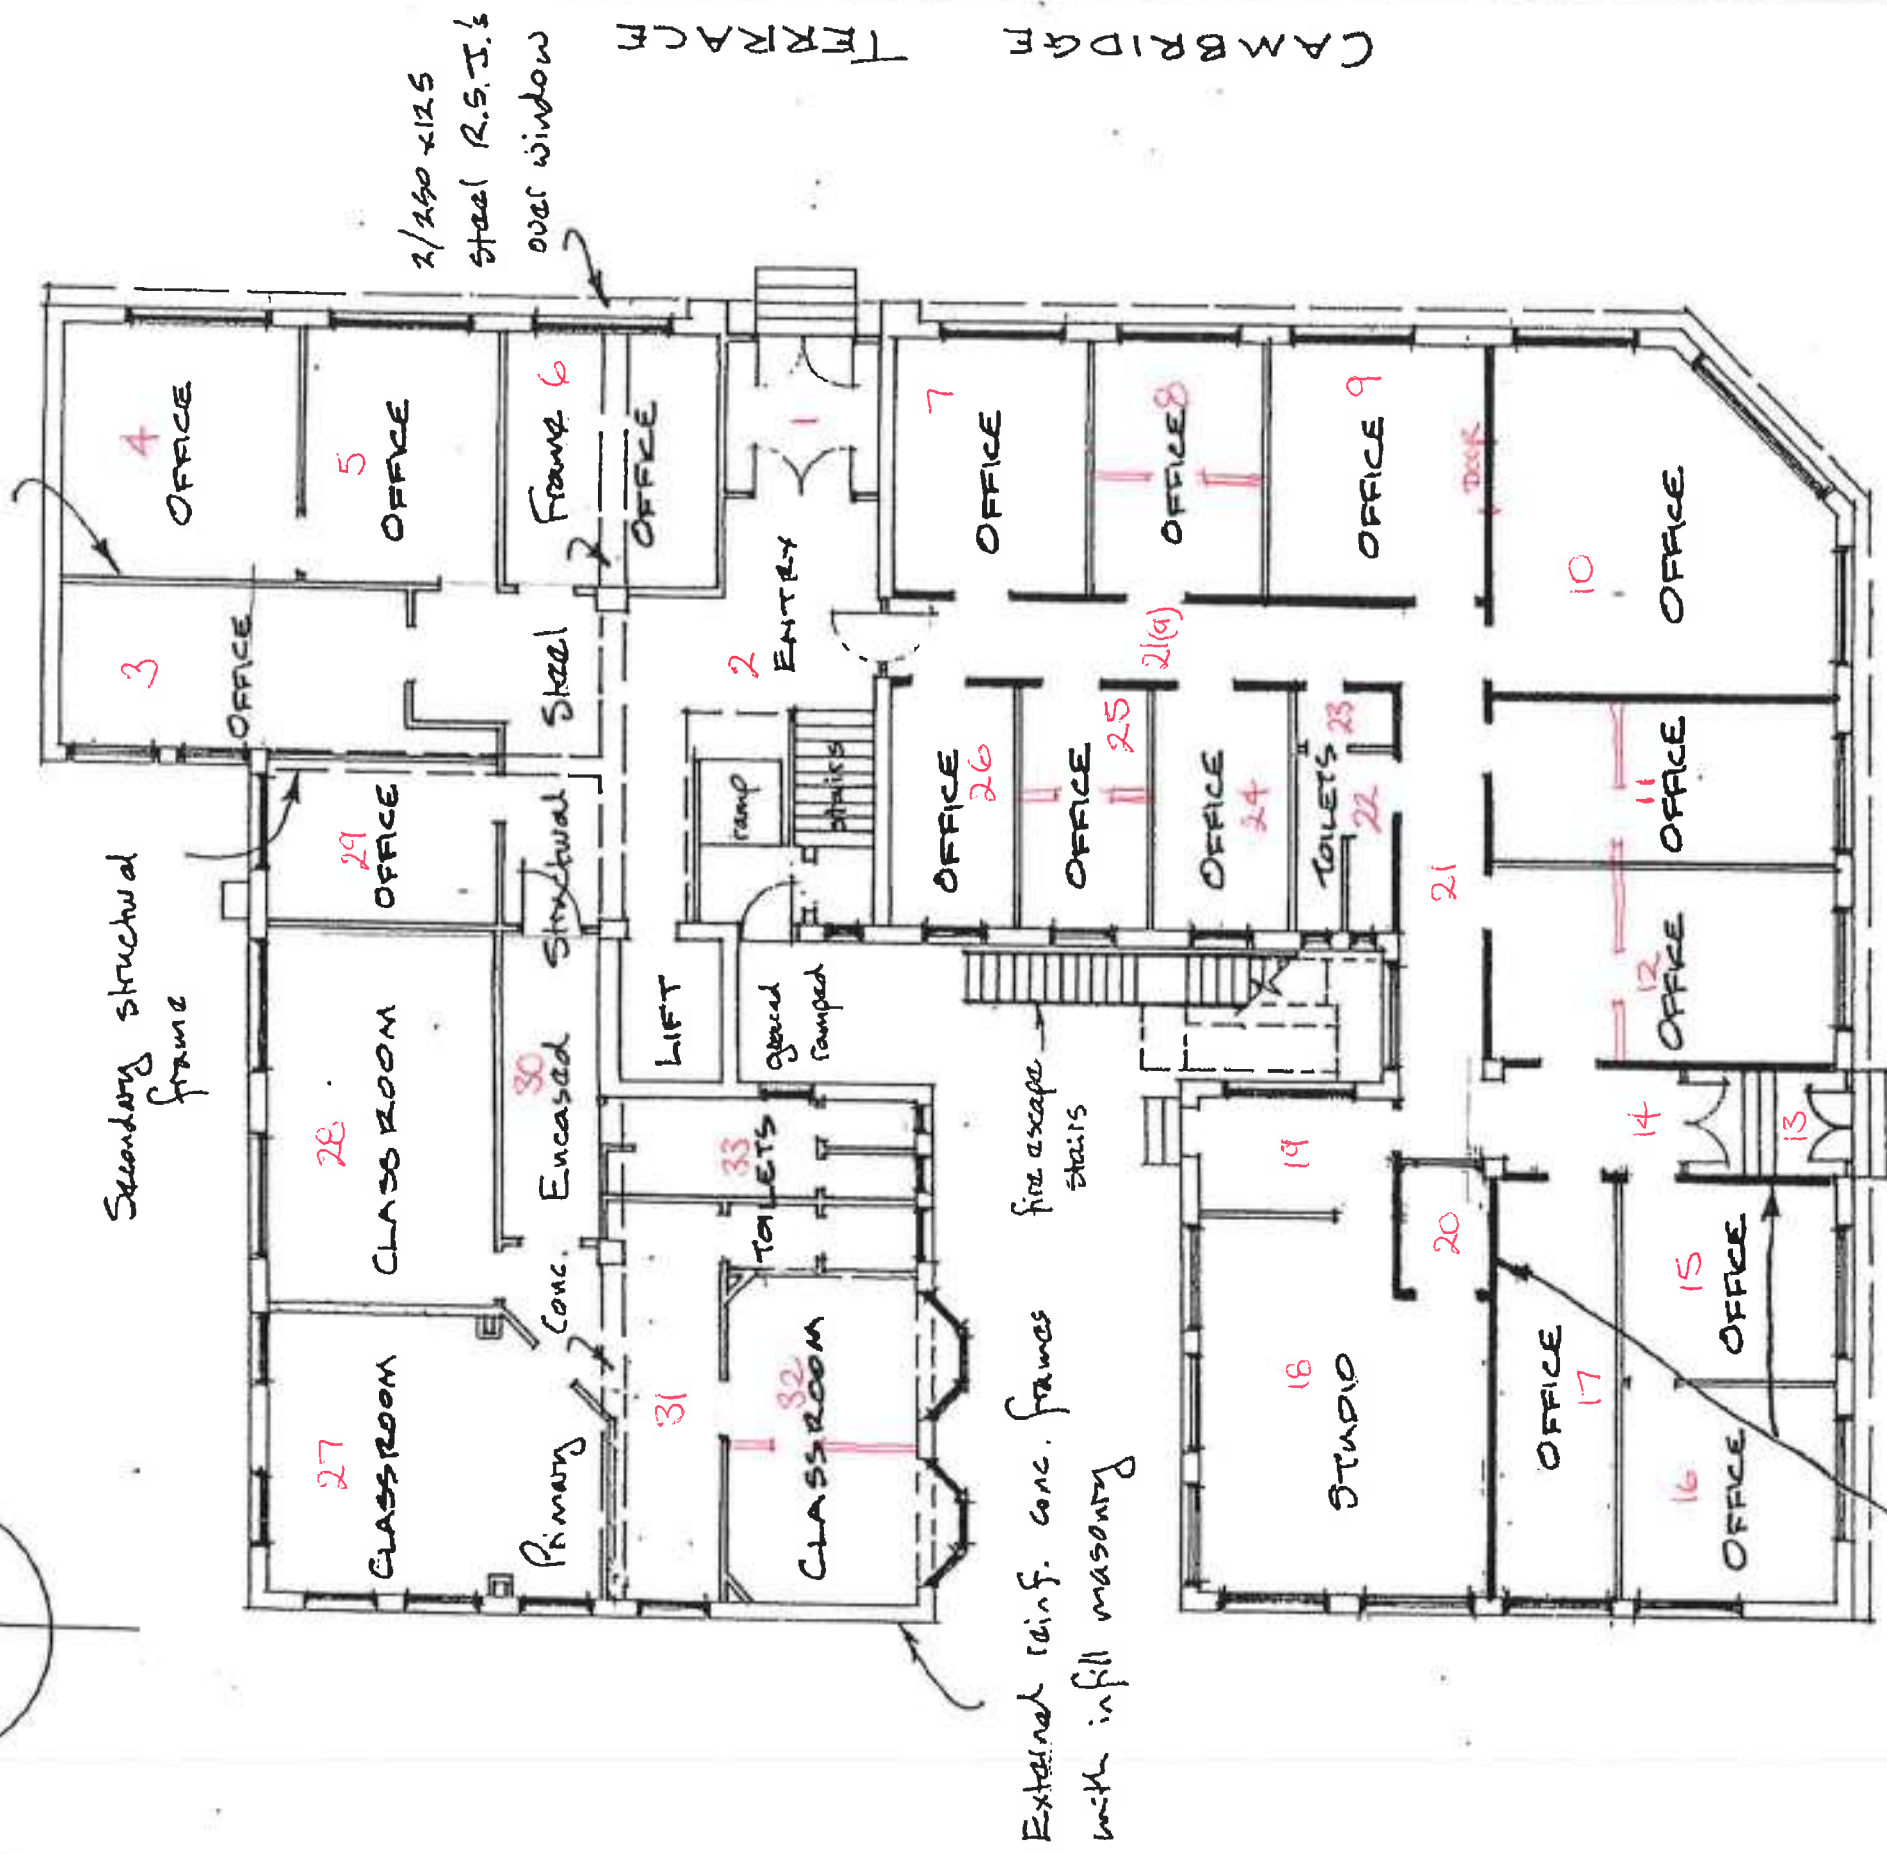 CAMBRIDGE TERRACE
steel R.S.J.'s
over window
Secondary structural
frame
4
OFFICE
3
OFFICE
5
OFFICE
6
Frame
OFFICE
29
OFFICE
28
CLASSROOM
27
CLASSROOM
Primary Conc. Encased Structural Steel
30
1
2
ENTRY
ramp
stairs
LIFT
glazed
ramped
33
TOILETS
TOILETS
31
32
CLASSROOM
7
OFFICE
8
OFFICE
9
OFFICE
DOOR
10
OFFICE
21(a)
26
OFFICE
25
OFFICE
24
OFFICE
23
TOILETS
22
21
11
OFFICE
12
OFFICE
fire escape
stairs
External reinf. conc. frames
with infill masonry
19
18
STUDIO
20
14
13
17
OFFICE
15
OFFICE
16
OFFICE